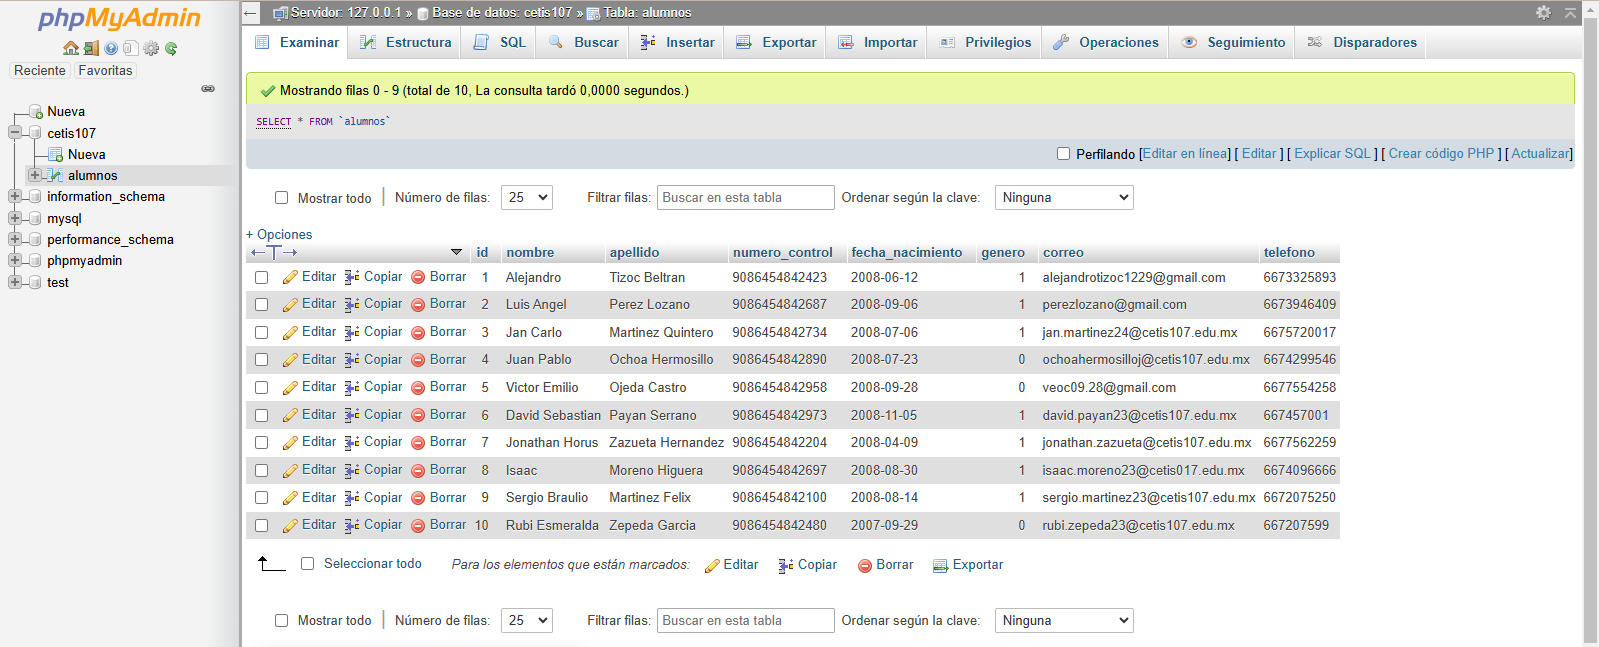 phpMyAdmin
Reciente Favoritas
Nueva
cetis107
Nueva
alumnos
information_schema
mysql
performance_schema
phpmyadmin
test
Servidor: 127.0.0.1 » Base de datos: cetis107 » Tabla: alumnos
Examinar Estructura SQL Buscar Insertar Exportar Importar Privilegios Operaciones Seguimiento Disparadores
Mostrando filas 0 - 9 (total de 10, La consulta tardó 0,0000 segundos.)
SELECT * FROM `alumnos`
Perfilando [Editar en línea] [ Editar ] [ Explicar SQL ] [ Crear código PHP ] [ Actualizar]
Mostrar todo | Número de filas: 25 Filtrar filas: Buscar en esta tabla Ordenar según la clave: Ninguna
+ Opciones
←T→ id nombre apellido numero_control fecha_nacimiento genero correo telefono
Editar Copiar Borrar 1 Alejandro Tizoc Beltran 9086454842423 2008-06-12 1 alejandrotizoc1229@gmail.com 6673325893
Editar Copiar Borrar 2 Luis Angel Perez Lozano 9086454842687 2008-09-06 1 perezlozano@gmail.com 6673946409
Editar Copiar Borrar 3 Jan Carlo Martinez Quintero 9086454842734 2008-07-06 1 jan.martinez24@cetis107.edu.mx 6675720017
Editar Copiar Borrar 4 Juan Pablo Ochoa Hermosillo 9086454842890 2008-07-23 0 ochoahermosilloj@cetis107.edu.mx 6674299546
Editar Copiar Borrar 5 Victor Emilio Ojeda Castro 9086454842958 2008-09-28 0 veoc09.28@gmail.com 6677554258
Editar Copiar Borrar 6 David Sebastian Payan Serrano 9086454842973 2008-11-05 1 david.payan23@cetis107.edu.mx 667457001
Editar Copiar Borrar 7 Jonathan Horus Zazueta Hernandez 9086454842204 2008-04-09 1 jonathan.zazueta@cetis107.edu.mx 6677562259
Editar Copiar Borrar 8 Isaac Moreno Higuera 9086454842697 2008-08-30 1 isaac.moreno23@cetis017.edu.mx 6674096666
Editar Copiar Borrar 9 Sergio Braulio Martinez Felix 9086454842100 2008-08-14 1 sergio.martinez23@cetis107.edu.mx 6672075250
Editar Copiar Borrar 10 Rubi Esmeralda Zepeda Garcia 9086454842480 2007-09-29 0 rubi.zepeda23@cetis107.edu.mx 667207599
Seleccionar todo Para los elementos que están marcados: Editar Copiar Borrar Exportar
Mostrar todo | Número de filas: 25 Filtrar filas: Buscar en esta tabla Ordenar según la clave: Ninguna